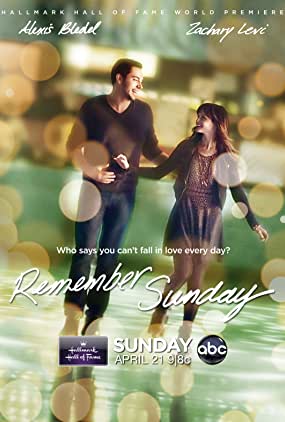 HALLMARK HALL OF FAME WORLD PREMIERE
Alexis Bledel Zachary Levi
Who says you can't fall in love every day?
Remember Sunday
Hallmark
Hall of Fame
SUNDAY
APRIL 21 9|8c
abc